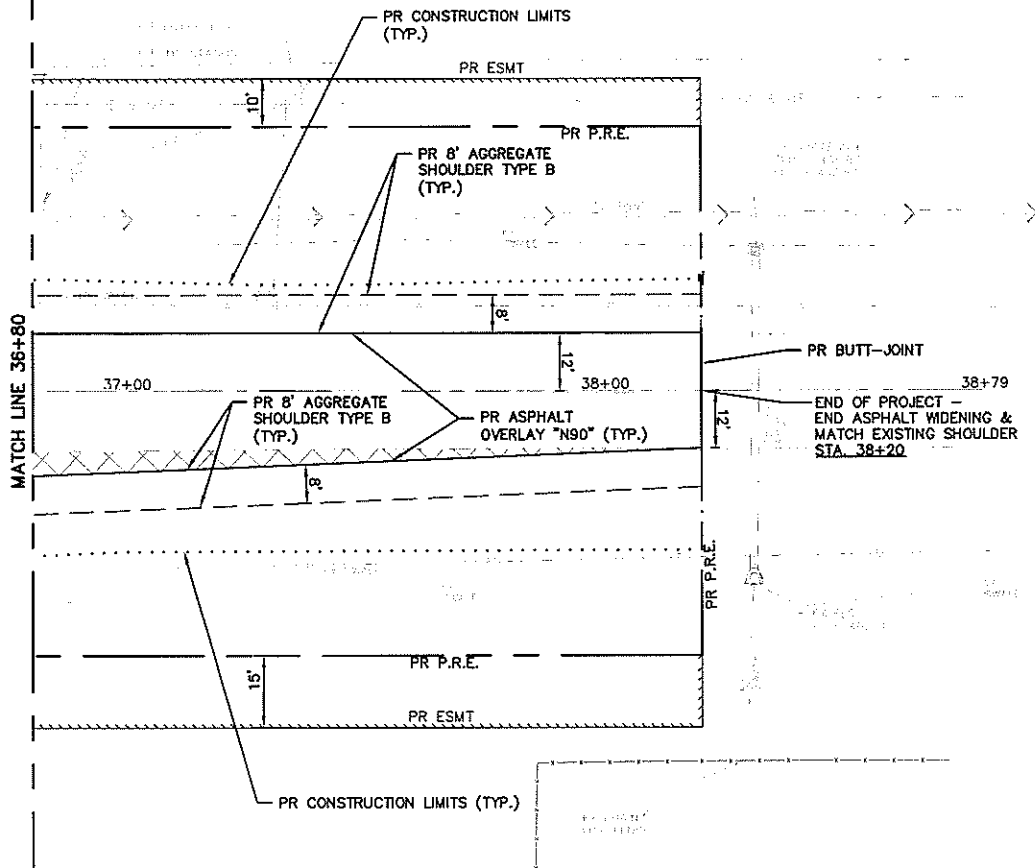 PR CONSTRUCTION LIMITS
(TYP.)
PR ESMT
10'
PR P.R.E.
PR 8' AGGREGATE
SHOULDER TYPE B
(TYP.)
8'
MATCH LINE 36+80
12'
PR BUTT-JOINT
37+00
38+00
38+79
PR 8' AGGREGATE
SHOULDER TYPE B
(TYP.)
PR ASPHALT
OVERLAY "N90" (TYP.)
12'
END OF PROJECT -
END ASPHALT WIDENING &
MATCH EXISTING SHOULDER
STA. 38+20
8'
PR P.R.E.
PR P.R.E.
15'
PR ESMT
PR CONSTRUCTION LIMITS (TYP.)